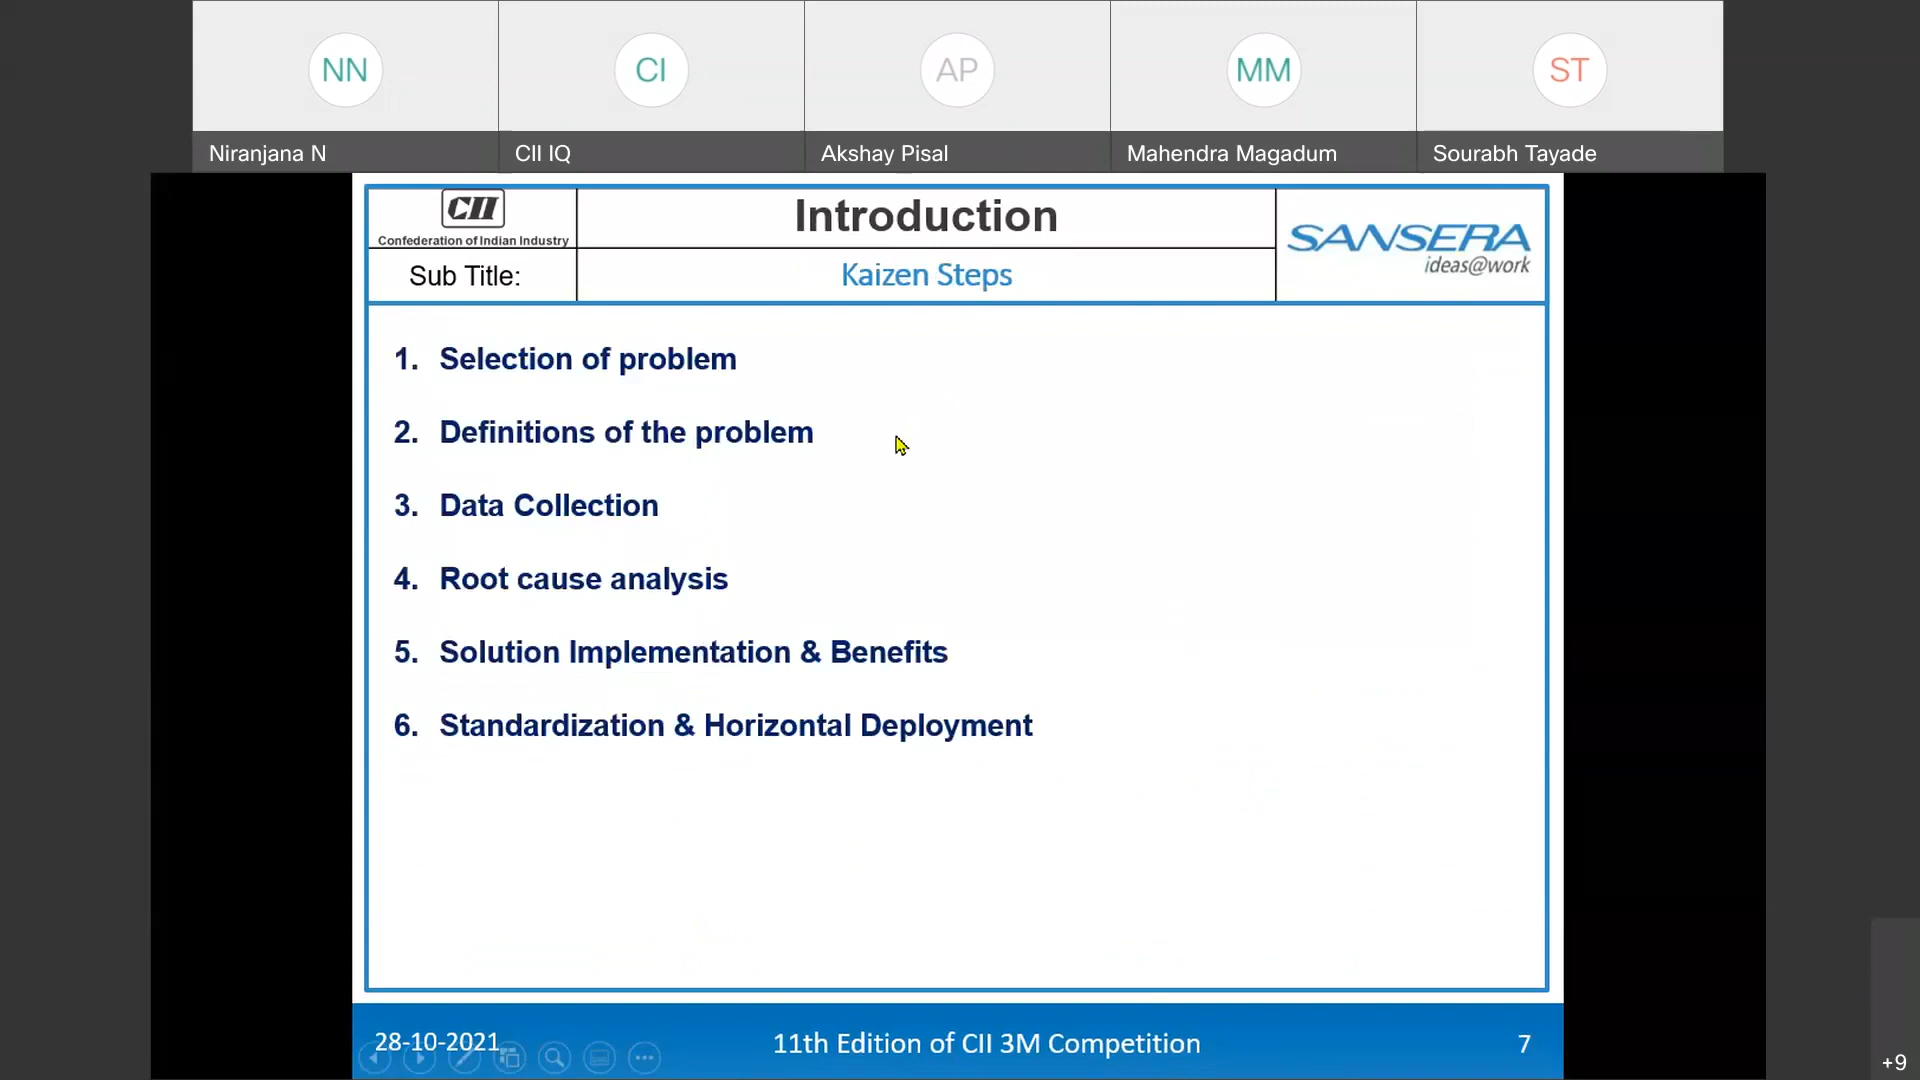 NN
CI
AP
MM
ST
Niranjana N
CII IQ
Akshay Pisal
Mahendra Magadum
Sourabh Tayade
CII
Confederation of Indian Industry
Introduction
SANSERA
ideas@work
Sub Title:
Kaizen Steps
1. Selection of problem
2. Definitions of the problem
3. Data Collection
4. Root cause analysis
5. Solution Implementation & Benefits
6. Standardization & Horizontal Deployment
28-10-2021
11th Edition of CII 3M Competition
7
+9